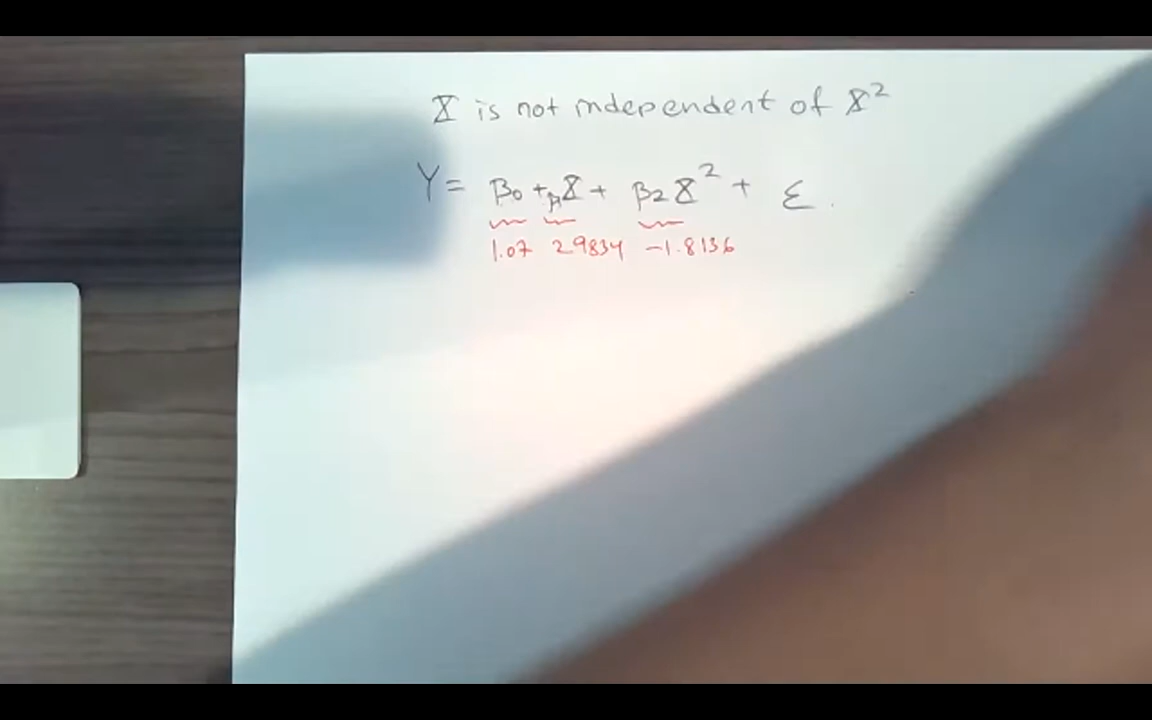 X is not independent of X²
Y = β₀ + β₁X + β₂X² + ε.
1.07 2.9834 -1.8136